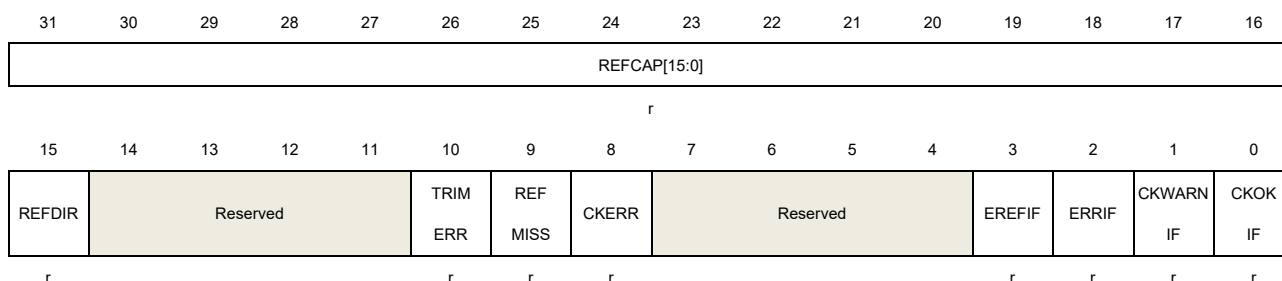 31 30 29 28 27 26 25 24 23 22 21 20 19 18 17 16
REFCAP[15:0]
r
15 14 13 12 11 10 9 8 7 6 5 4 3 2 1 0
REFDIR Reserved TRIM ERR REF MISS CKERR Reserved EREFIF ERRIF CKWARN IF CKOK IF
r r r r r r r r